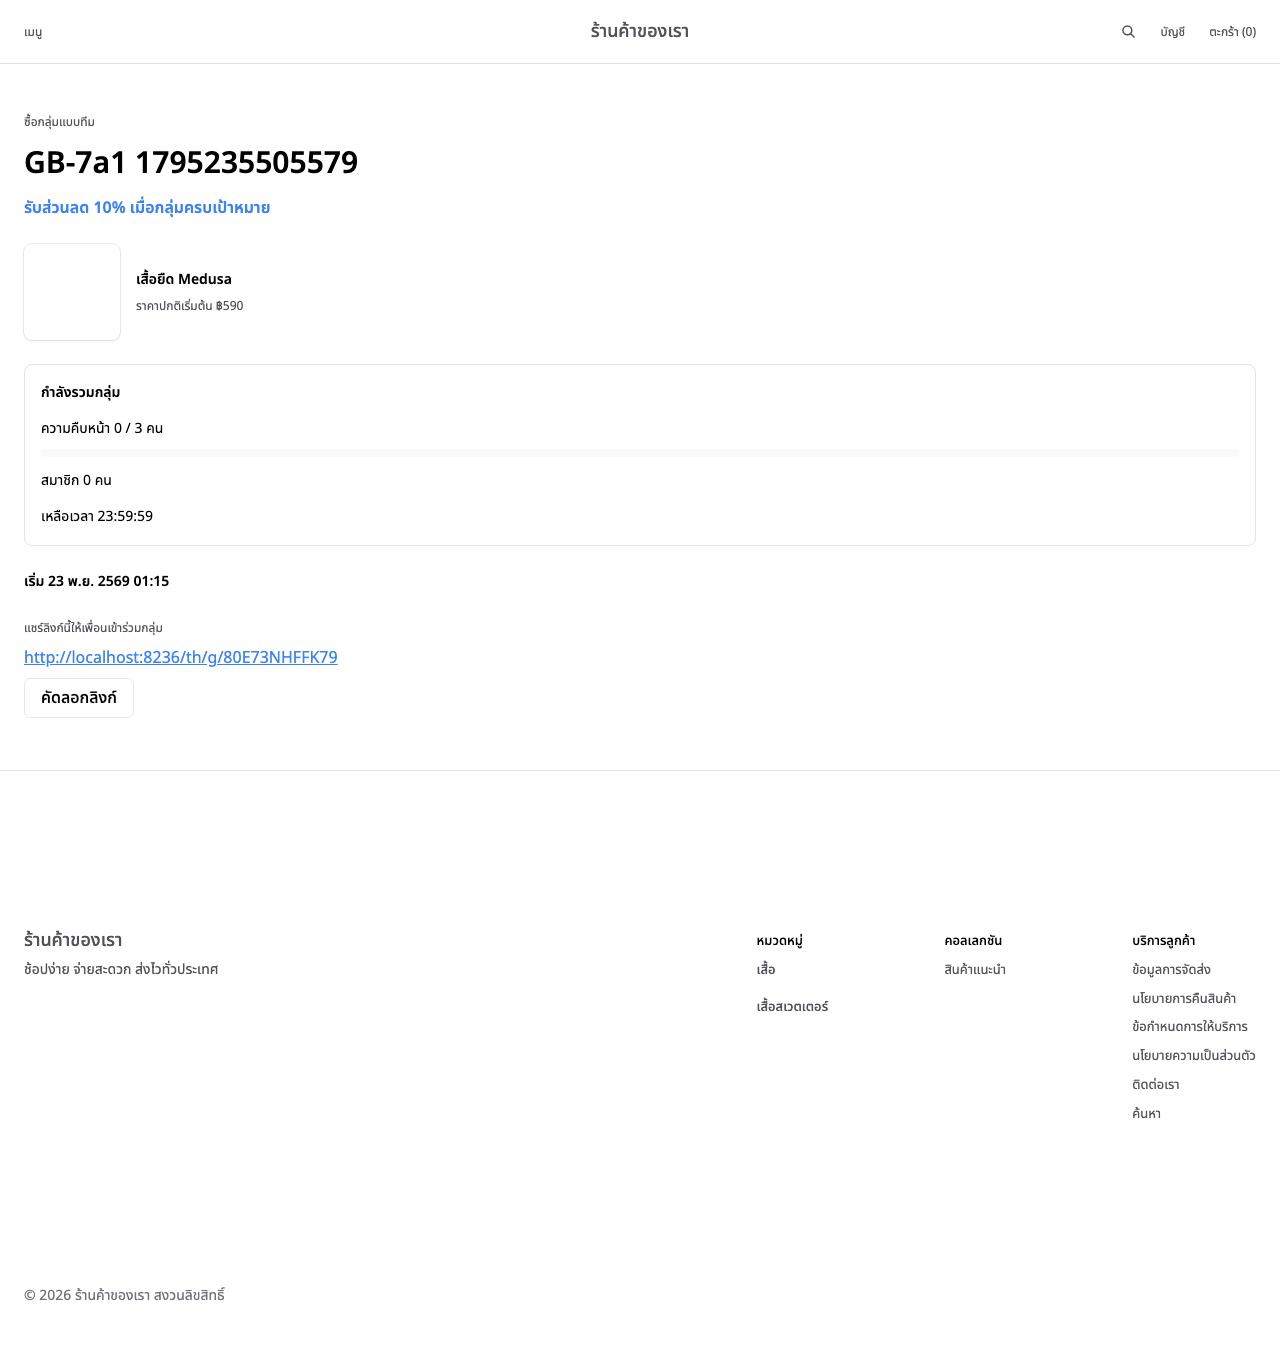 เมนู
ร้านค้าของเรา
บัญชี
ตะกร้า (0)
ซื้อกลุ่มแบบทีม
GB-7a1 1795235505579
รับส่วนลด 10% เมื่อกลุ่มครบเป้าหมาย
เสื้อยืด Medusa
ราคาปกติเริ่มต้น ฿590
กำลังรวมกลุ่ม
ความคืบหน้า 0 / 3 คน
สมาชิก 0 คน
เหลือเวลา 23:59:59
เริ่ม 23 พ.ย. 2569 01:15
แชร์ลิงก์นี้ให้เพื่อนเข้าร่วมกลุ่ม
http://localhost:8236/th/g/80E73NHFFK79
คัดลอกลิงก์
ร้านค้าของเรา
ช้อปง่าย จ่ายสะดวก ส่งไวทั่วประเทศ
หมวดหมู่
เสื้อ
เสื้อสเวตเตอร์
คอลเลกชัน
สินค้าแนะนำ
บริการลูกค้า
ข้อมูลการจัดส่ง
นโยบายการคืนสินค้า
ข้อกำหนดการให้บริการ
นโยบายความเป็นส่วนตัว
ติดต่อเรา
ค้นหา
© 2026 ร้านค้าของเรา สงวนลิขสิทธิ์